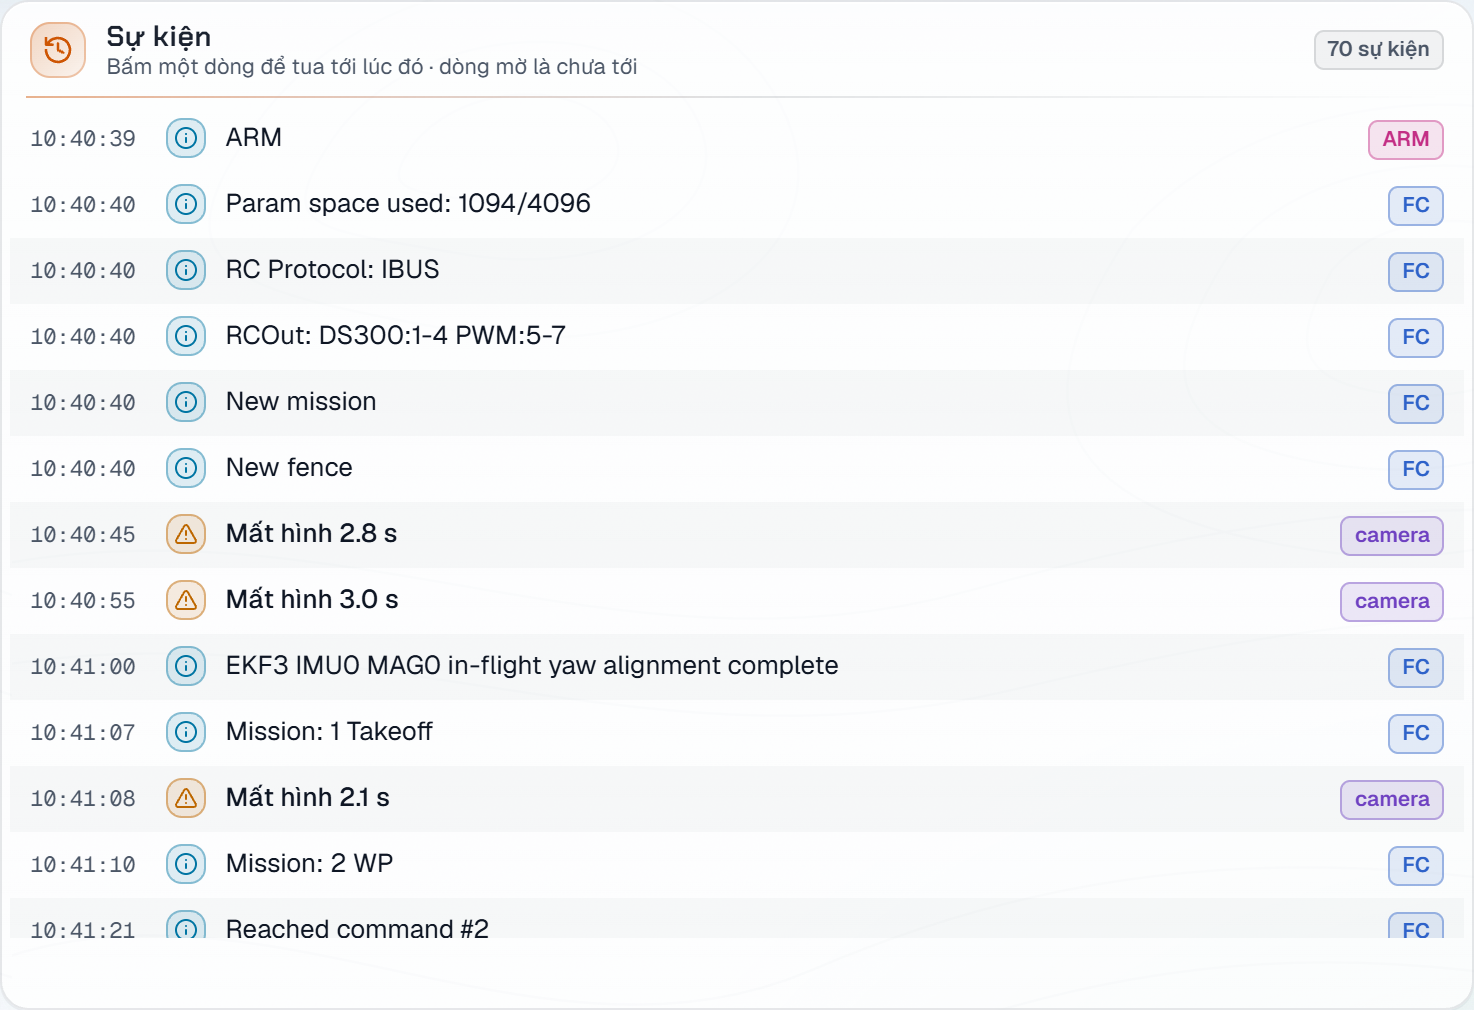 Sự kiện
Bấm một dòng để tua tới lúc đó · dòng mờ là chưa tới
70 sự kiện
10:40:39 ARM ARM
10:40:40 Param space used: 1094/4096 FC
10:40:40 RC Protocol: IBUS FC
10:40:40 RCOut: DS300:1-4 PWM:5-7 FC
10:40:40 New mission FC
10:40:40 New fence FC
10:40:45 Mất hình 2.8 s camera
10:40:55 Mất hình 3.0 s camera
10:41:00 EKF3 IMU0 MAG0 in-flight yaw alignment complete FC
10:41:07 Mission: 1 Takeoff FC
10:41:08 Mất hình 2.1 s camera
10:41:10 Mission: 2 WP FC
10:41:21 Reached command #2 FC